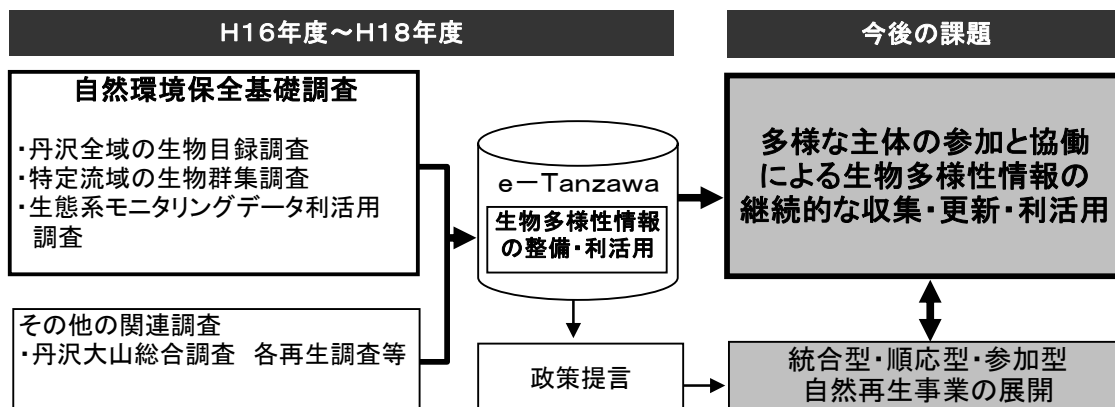 H16年度~H18年度
今後の課題
自然環境保全基礎調査
・丹沢全域の生物目録調査
・特定流域の生物群集調査
・生態系モニタリングデータ利活用
調査
その他の関連調査
・丹沢大山総合調査 各再生調査等
e-Tanzawa
生物多様性情報
の整備・利活用
政策提言
多様な主体の参加と協働
による生物多様性情報の
継続的な収集・更新・利活用
統合型・順応型・参加型
自然再生事業の展開